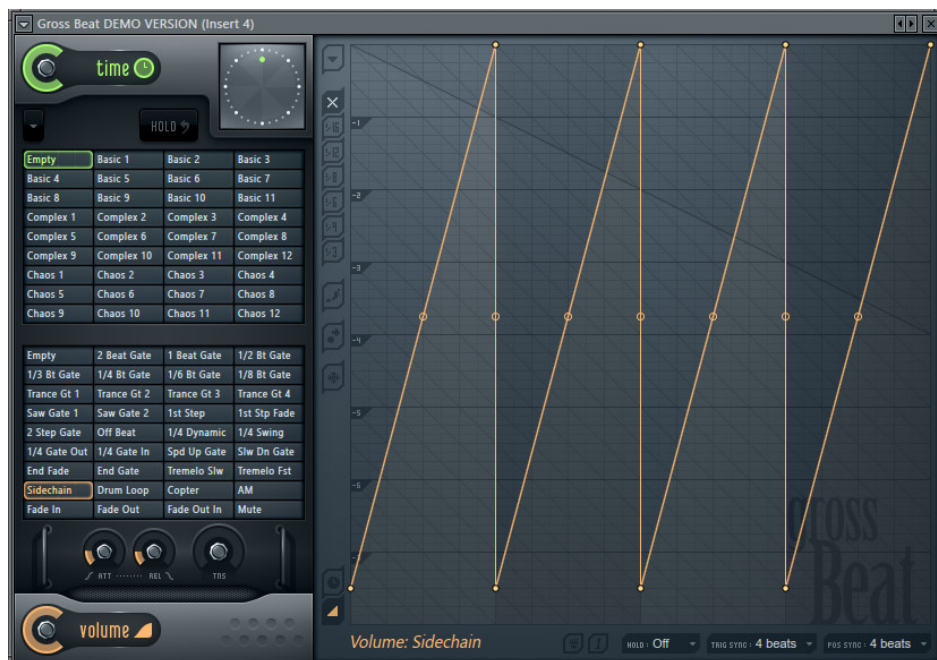 Gross Beat DEMO VERSION (Insert 4)
time
HOLD
Empty Basic 1 Basic 2 Basic 3
Basic 4 Basic 5 Basic 6 Basic 7
Basic 8 Basic 9 Basic 10 Basic 11
Complex 1 Complex 2 Complex 3 Complex 4
Complex 5 Complex 6 Complex 7 Complex 8
Complex 9 Complex 10 Complex 11 Complex 12
Chaos 1 Chaos 2 Chaos 3 Chaos 4
Chaos 5 Chaos 6 Chaos 7 Chaos 8
Chaos 9 Chaos 10 Chaos 11 Chaos 12
Empty 2 Beat Gate 1 Beat Gate 1/2 Bt Gate
1/3 Bt Gate 1/4 Bt Gate 1/6 Bt Gate 1/8 Bt Gate
Trance Gt 1 Trance Gt 2 Trance Gt 3 Trance Gt 4
Saw Gate 1 Saw Gate 2 1st Step 1st Stp Fade
2 Step Gate Off Beat 1/4 Dynamic 1/4 Swing
1/4 Gate Out 1/4 Gate In Spd Up Gate Slw Dn Gate
End Fade End Gate Tremelo Slw Tremelo Fst
Sidechain Drum Loop Copter AM
Fade In Fade Out Fade Out In Mute
ATT REL TNS
volume
-1
-2
-3
-4
-5
-6
gross
Beat
Volume: Sidechain
HOLD: Off TRIG SYNC: 4 beats POS SYNC: 4 beats